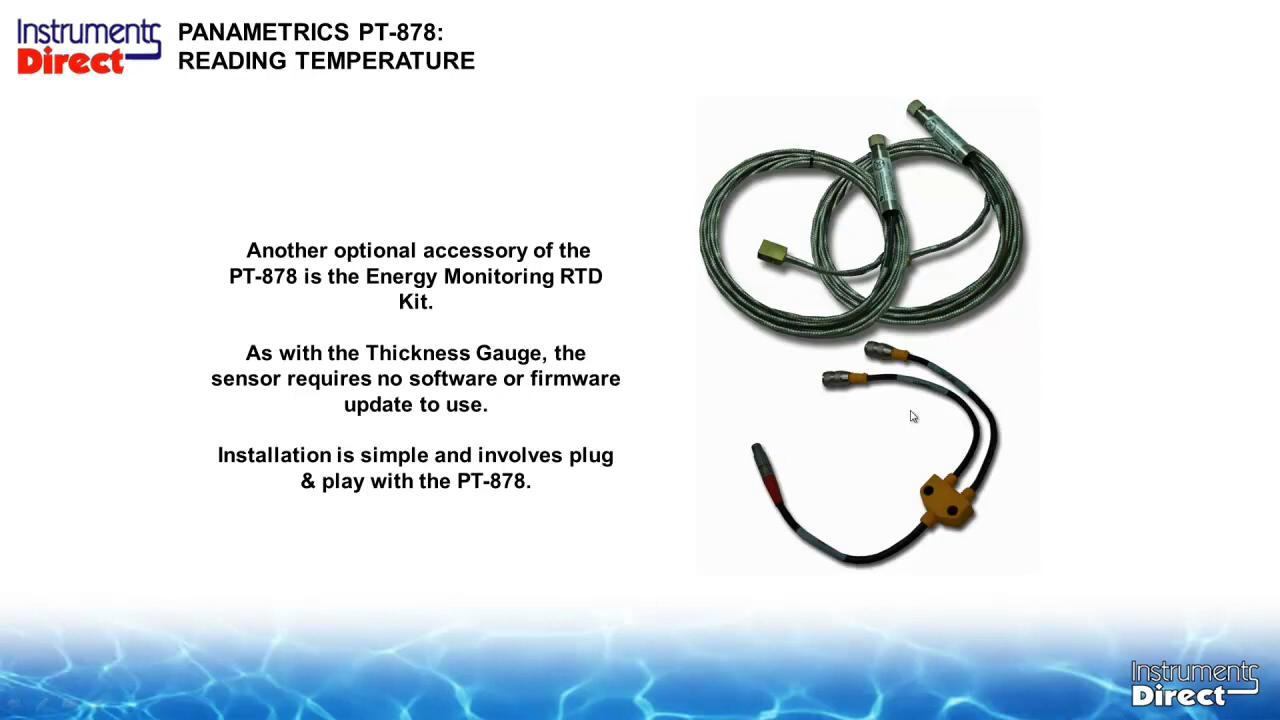 Instruments
Direct
PANAMETRICS PT-878:
READING TEMPERATURE
Another optional accessory of the
PT-878 is the Energy Monitoring RTD
Kit.
As with the Thickness Gauge, the
sensor requires no software or firmware
update to use.
Installation is simple and involves plug
& play with the PT-878.
Instruments
Direct